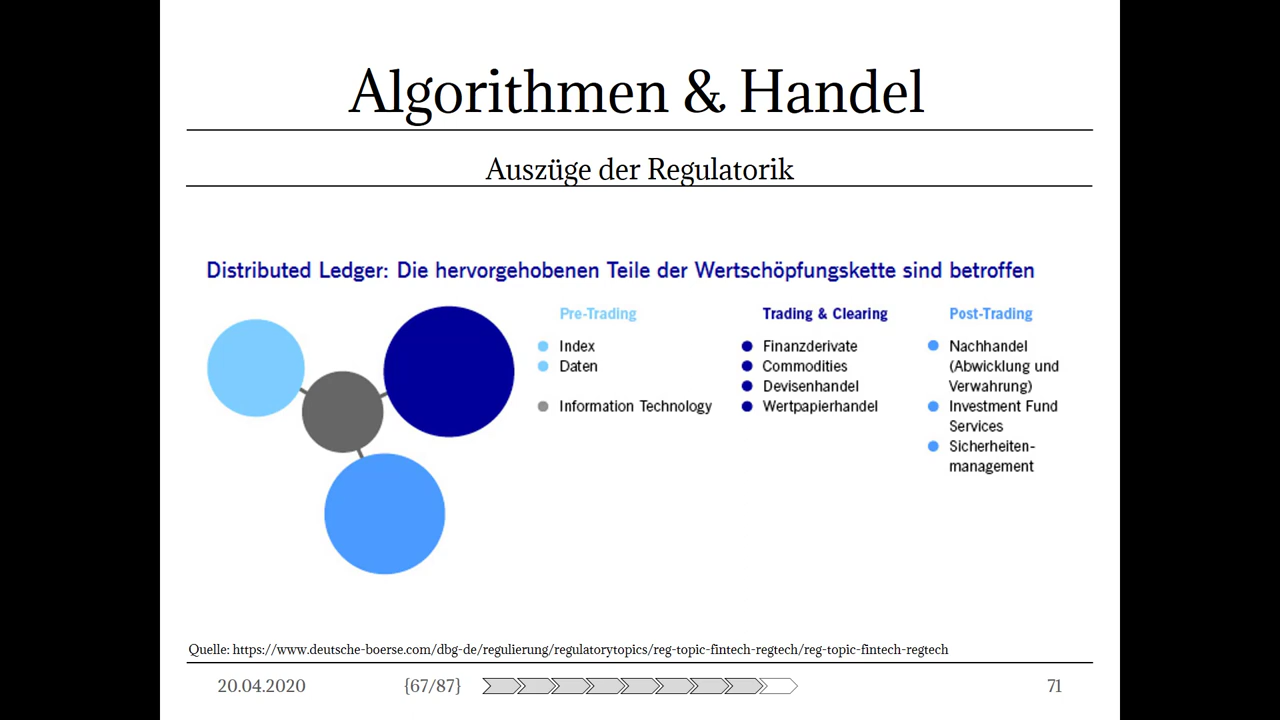 Algorithmen & Handel
Auszüge der Regulatorik
Distributed Ledger: Die hervorgehobenen Teile der Wertschöpfungskette sind betroffen
Pre-Trading
Index
Daten
Information Technology
Trading & Clearing
Finanzderivate
Commodities
Devisenhandel
Wertpapierhandel
Post-Trading
Nachhandel
(Abwicklung und
Verwahrung)
Investment Fund
Services
Sicherheiten-
management
Quelle: https://www.deutsche-boerse.com/dbg-de/regulierung/regulatorytopics/reg-topic-fintech-regtech/reg-topic-fintech-regtech
20.04.2020 {67/87} 71